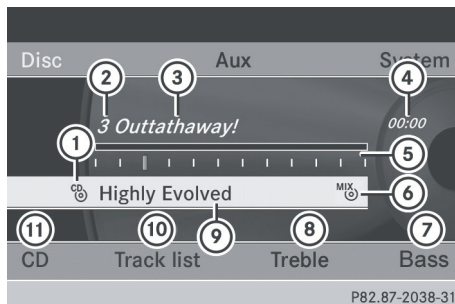 Disc Aux System
2 3 4
3 Outtathaway! 00:00
1 5
CD Highly Evolved MIX 6
11 10 9 8 7
CD Track list Treble Bass
P82.87-2038-31